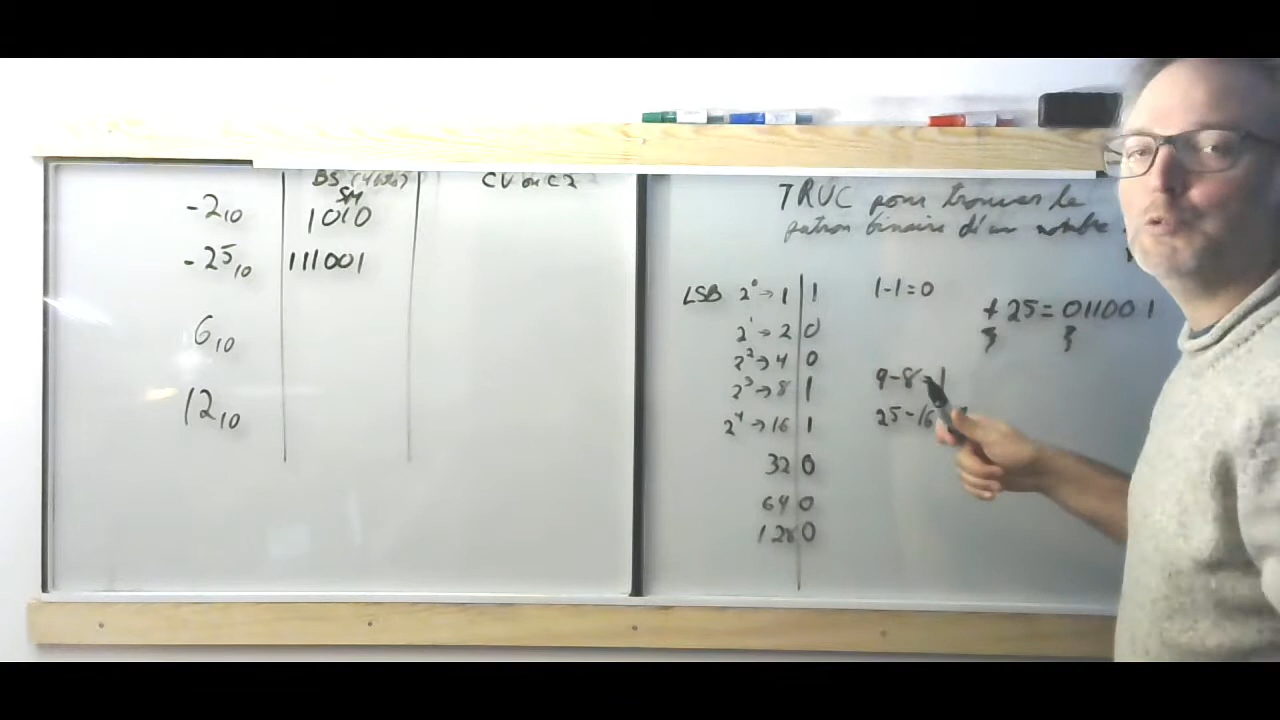 BS (4 bits) CV ou C2
SM
-2₁₀ 1010
-25₁₀ 111001
6₁₀
12₁₀
TRUC pour trouver le
patron binaire d'un nombre
LSB 2⁰→1 1 1-1=0
2¹→2 0
2²→4 0
2³→8 1 9-8=1
2⁴→16 1 25-16
32 0
64 0
128 0
+25=011001